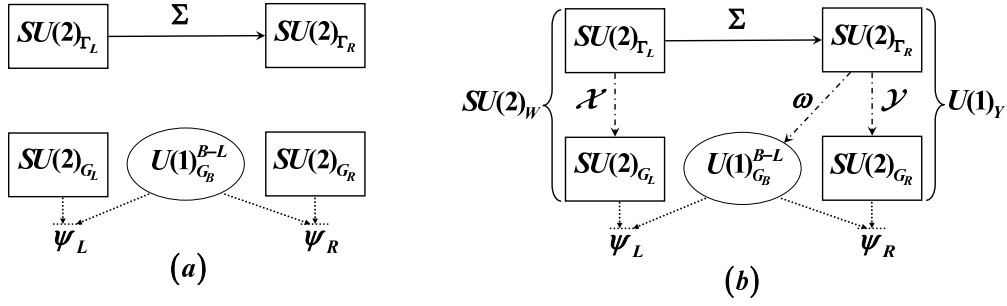 Σ
SU(2)_{Γ_L} SU(2)_{Γ_R}
SU(2)_{G_L} U(1)^{B-L}_{G_B} SU(2)_{G_R}
ψ_L ψ_R
(a)
Σ
SU(2)_{Γ_L} SU(2)_{Γ_R}
SU(2)_W 𝒳 ω 𝒴 U(1)_Y
SU(2)_{G_L} U(1)^{B-L}_{G_B} SU(2)_{G_R}
ψ_L ψ_R
(b)